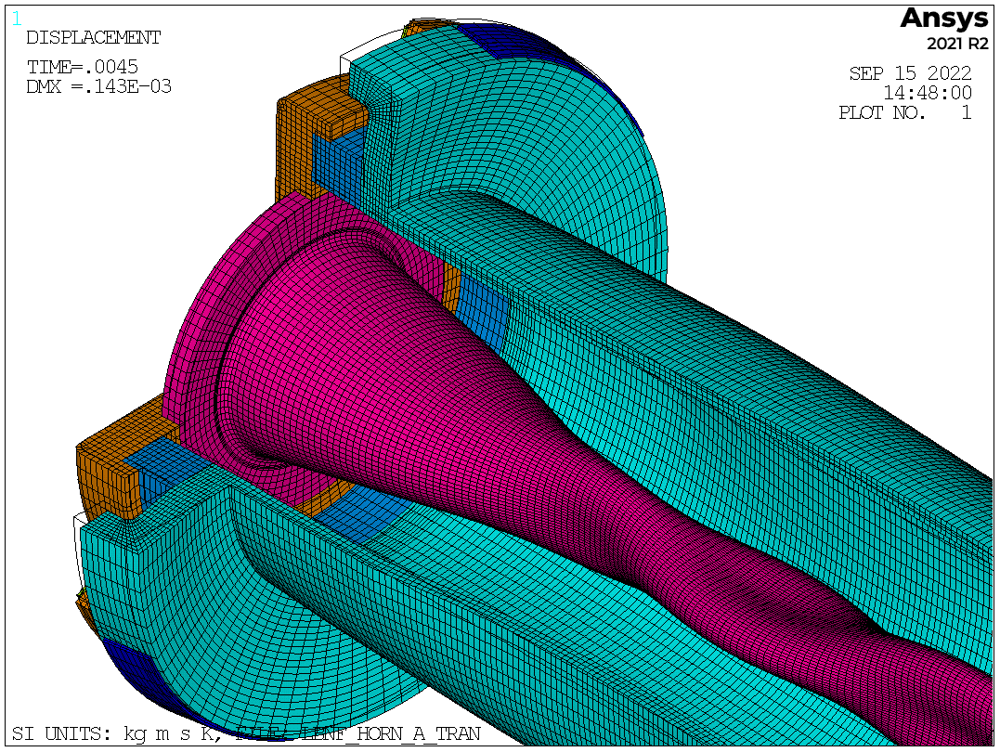 1
DISPLACEMENT
TIME=.0045
DMX =.143E-03
Ansys
2021 R2
SEP 15 2022
14:48:00
PLOT NO. 1
SI UNITS: kg m s K, LBNF_HORN_A_TRAN